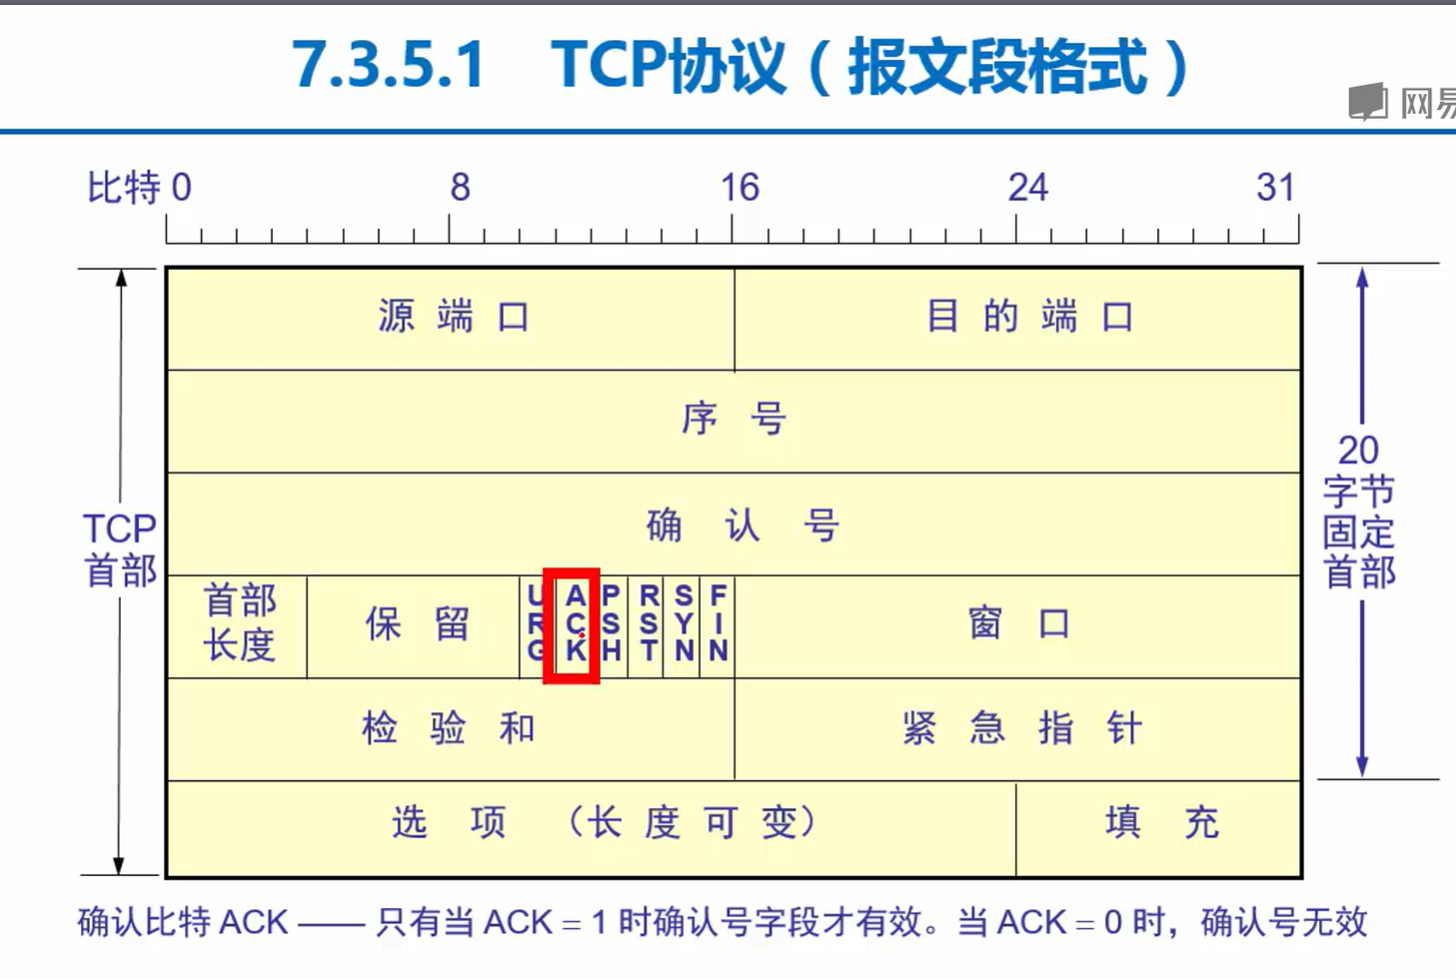 7.3.5.1 TCP协议（报文段格式）
网易
比特 0 8 16 24 31
源端口 目的端口
序号
确认号
TCP
首部
20
字节
固定
首部
首部
长度
保留
URG ACK PSH RST SYN FIN
窗口
检验和 紧急指针
选项（长度可变） 填充
确认比特 ACK —— 只有当 ACK = 1 时确认号字段才有效。当 ACK = 0 时，确认号无效